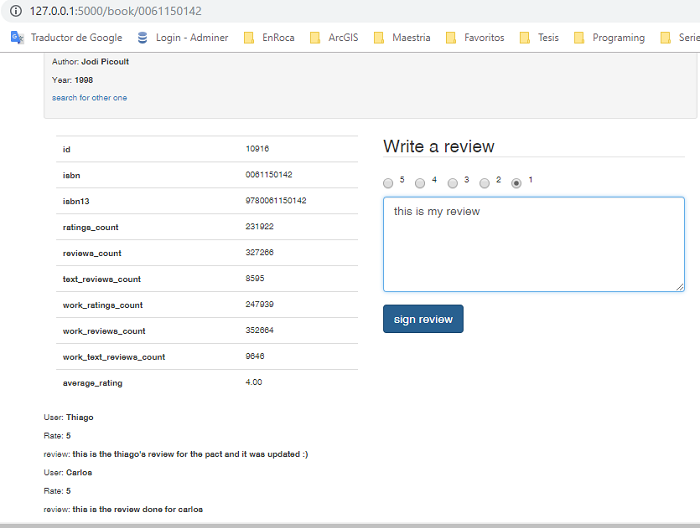 127.0.0.1:5000/book/0061150142
Traductor de Google Login - Adminer EnRoca ArcGIS Maestria Favoritos Tesis Programing Serie
Author: Jodi Picoult
Year: 1998
search for other one
id 10916
isbn 0061150142
isbn13 9780061150142
ratings_count 231922
reviews_count 327266
text_reviews_count 8595
work_ratings_count 247939
work_reviews_count 352664
work_text_reviews_count 9646
average_rating 4.00
Write a review
5 4 3 2 1
this is my review
sign review
User: Thiago
Rate: 5
review: this is the thiago's review for the pact and it was updated :)
User: Carlos
Rate: 5
review: this is the review done for carlos